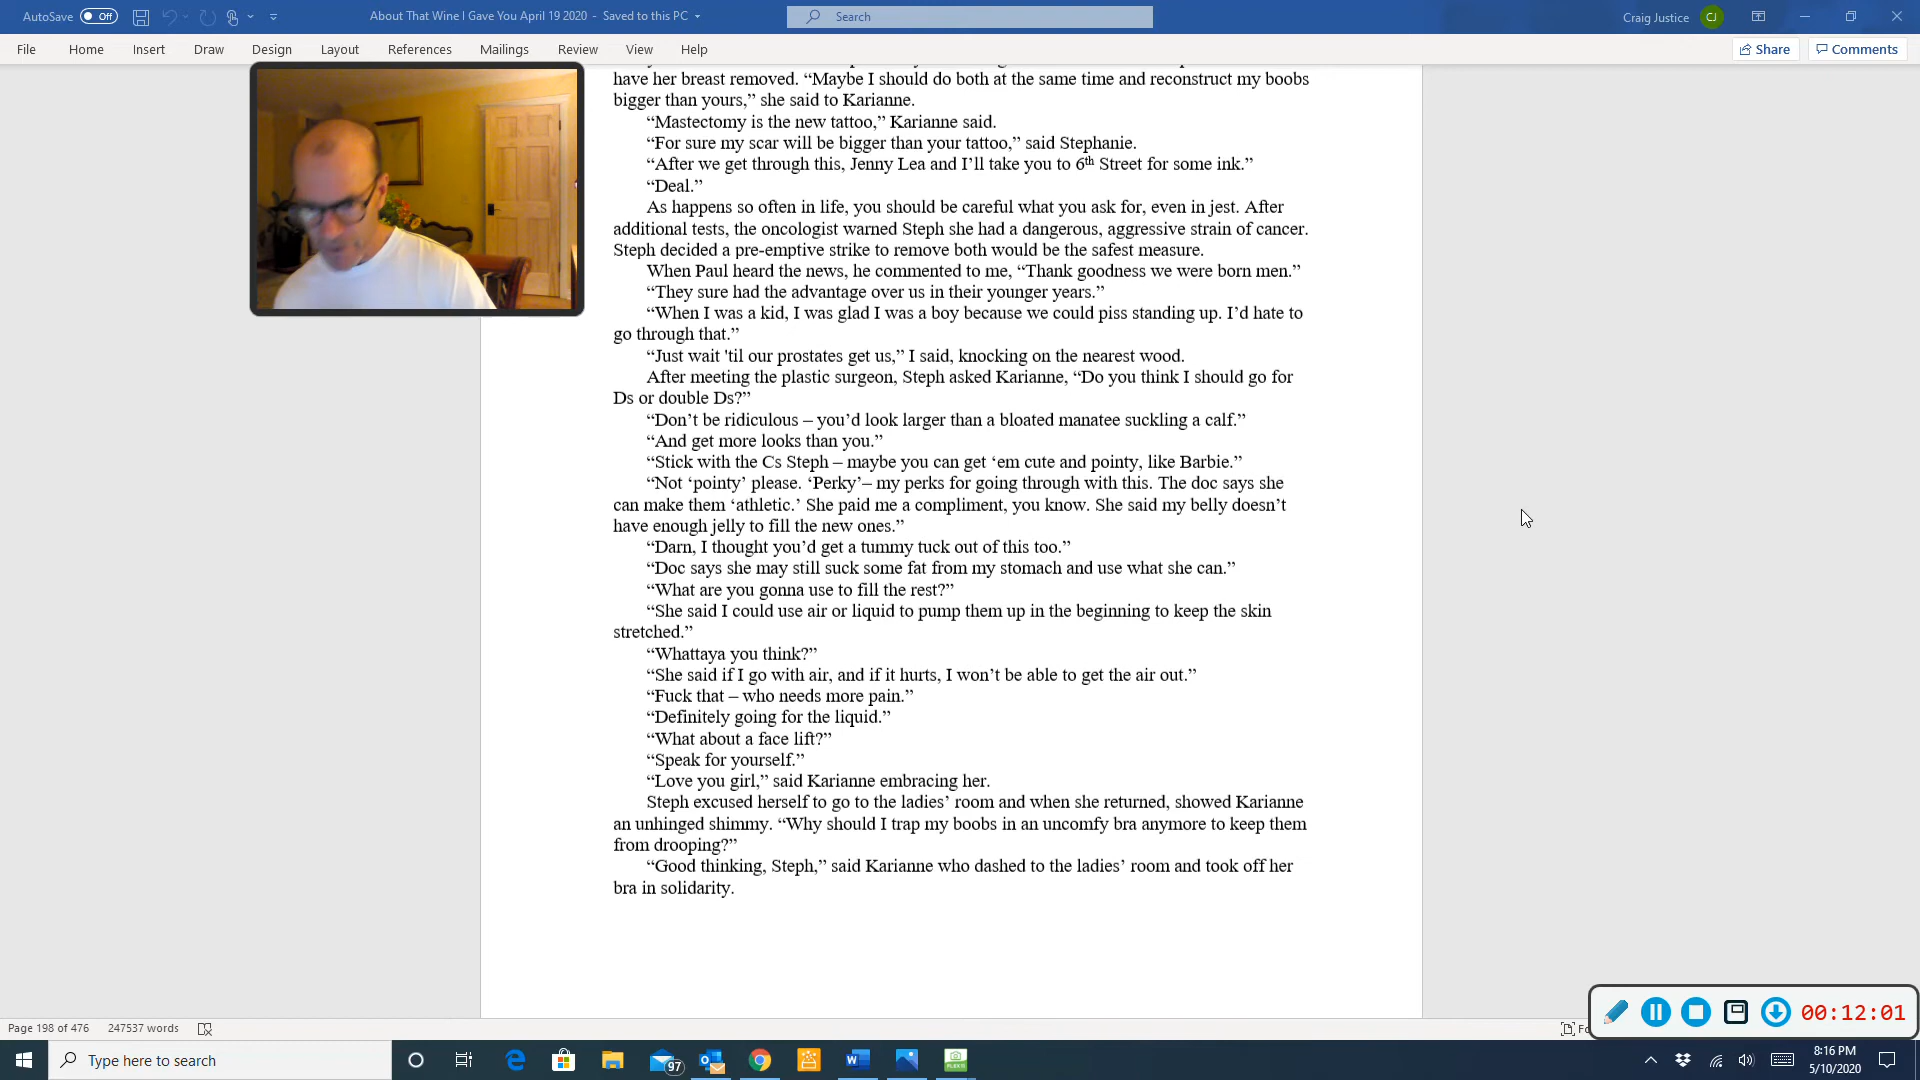 AutoSave Off About That Wine I Gave You April 19 2020 - Saved to this PC Search Craig Justice CJ
File Home Insert Draw Design Layout References Mailings Review View Help Share Comments
have her breast removed. “Maybe I should do both at the same time and reconstruct my boobs
bigger than yours,” she said to Karianne.
“Mastectomy is the new tattoo,” Karianne said.
“For sure my scar will be bigger than your tattoo,” said Stephanie.
“After we get through this, Jenny Lea and I’ll take you to 6th Street for some ink.”
“Deal.”
As happens so often in life, you should be careful what you ask for, even in jest. After
additional tests, the oncologist warned Steph she had a dangerous, aggressive strain of cancer.
Steph decided a pre-emptive strike to remove both would be the safest measure.
When Paul heard the news, he commented to me, “Thank goodness we were born men.”
“They sure had the advantage over us in their younger years.”
“When I was a kid, I was glad I was a boy because we could piss standing up. I’d hate to
go through that.”
“Just wait 'til our prostates get us,” I said, knocking on the nearest wood.
After meeting the plastic surgeon, Steph asked Karianne, “Do you think I should go for
Ds or double Ds?”
“Don’t be ridiculous – you’d look larger than a bloated manatee suckling a calf.”
“And get more looks than you.”
“Stick with the Cs Steph – maybe you can get ‘em cute and pointy, like Barbie.”
“Not ‘pointy’ please. ‘Perky’– my perks for going through with this. The doc says she
can make them ‘athletic.’ She paid me a compliment, you know. She said my belly doesn’t
have enough jelly to fill the new ones.”
“Darn, I thought you’d get a tummy tuck out of this too.”
“Doc says she may still suck some fat from my stomach and use what she can.”
“What are you gonna use to fill the rest?”
“She said I could use air or liquid to pump them up in the beginning to keep the skin
stretched.”
“Whattaya you think?”
“She said if I go with air, and if it hurts, I won’t be able to get the air out.”
“Fuck that – who needs more pain.”
“Definitely going for the liquid.”
“What about a face lift?”
“Speak for yourself.”
“Love you girl,” said Karianne embracing her.
Steph excused herself to go to the ladies’ room and when she returned, showed Karianne
an unhinged shimmy. “Why should I trap my boobs in an uncomfy bra anymore to keep them
from drooping?”
“Good thinking, Steph,” said Karianne who dashed to the ladies’ room and took off her
bra in solidarity.
00:12:01
Page 198 of 476 247537 words Fo
Type here to search 97 8:16 PM
5/10/2020